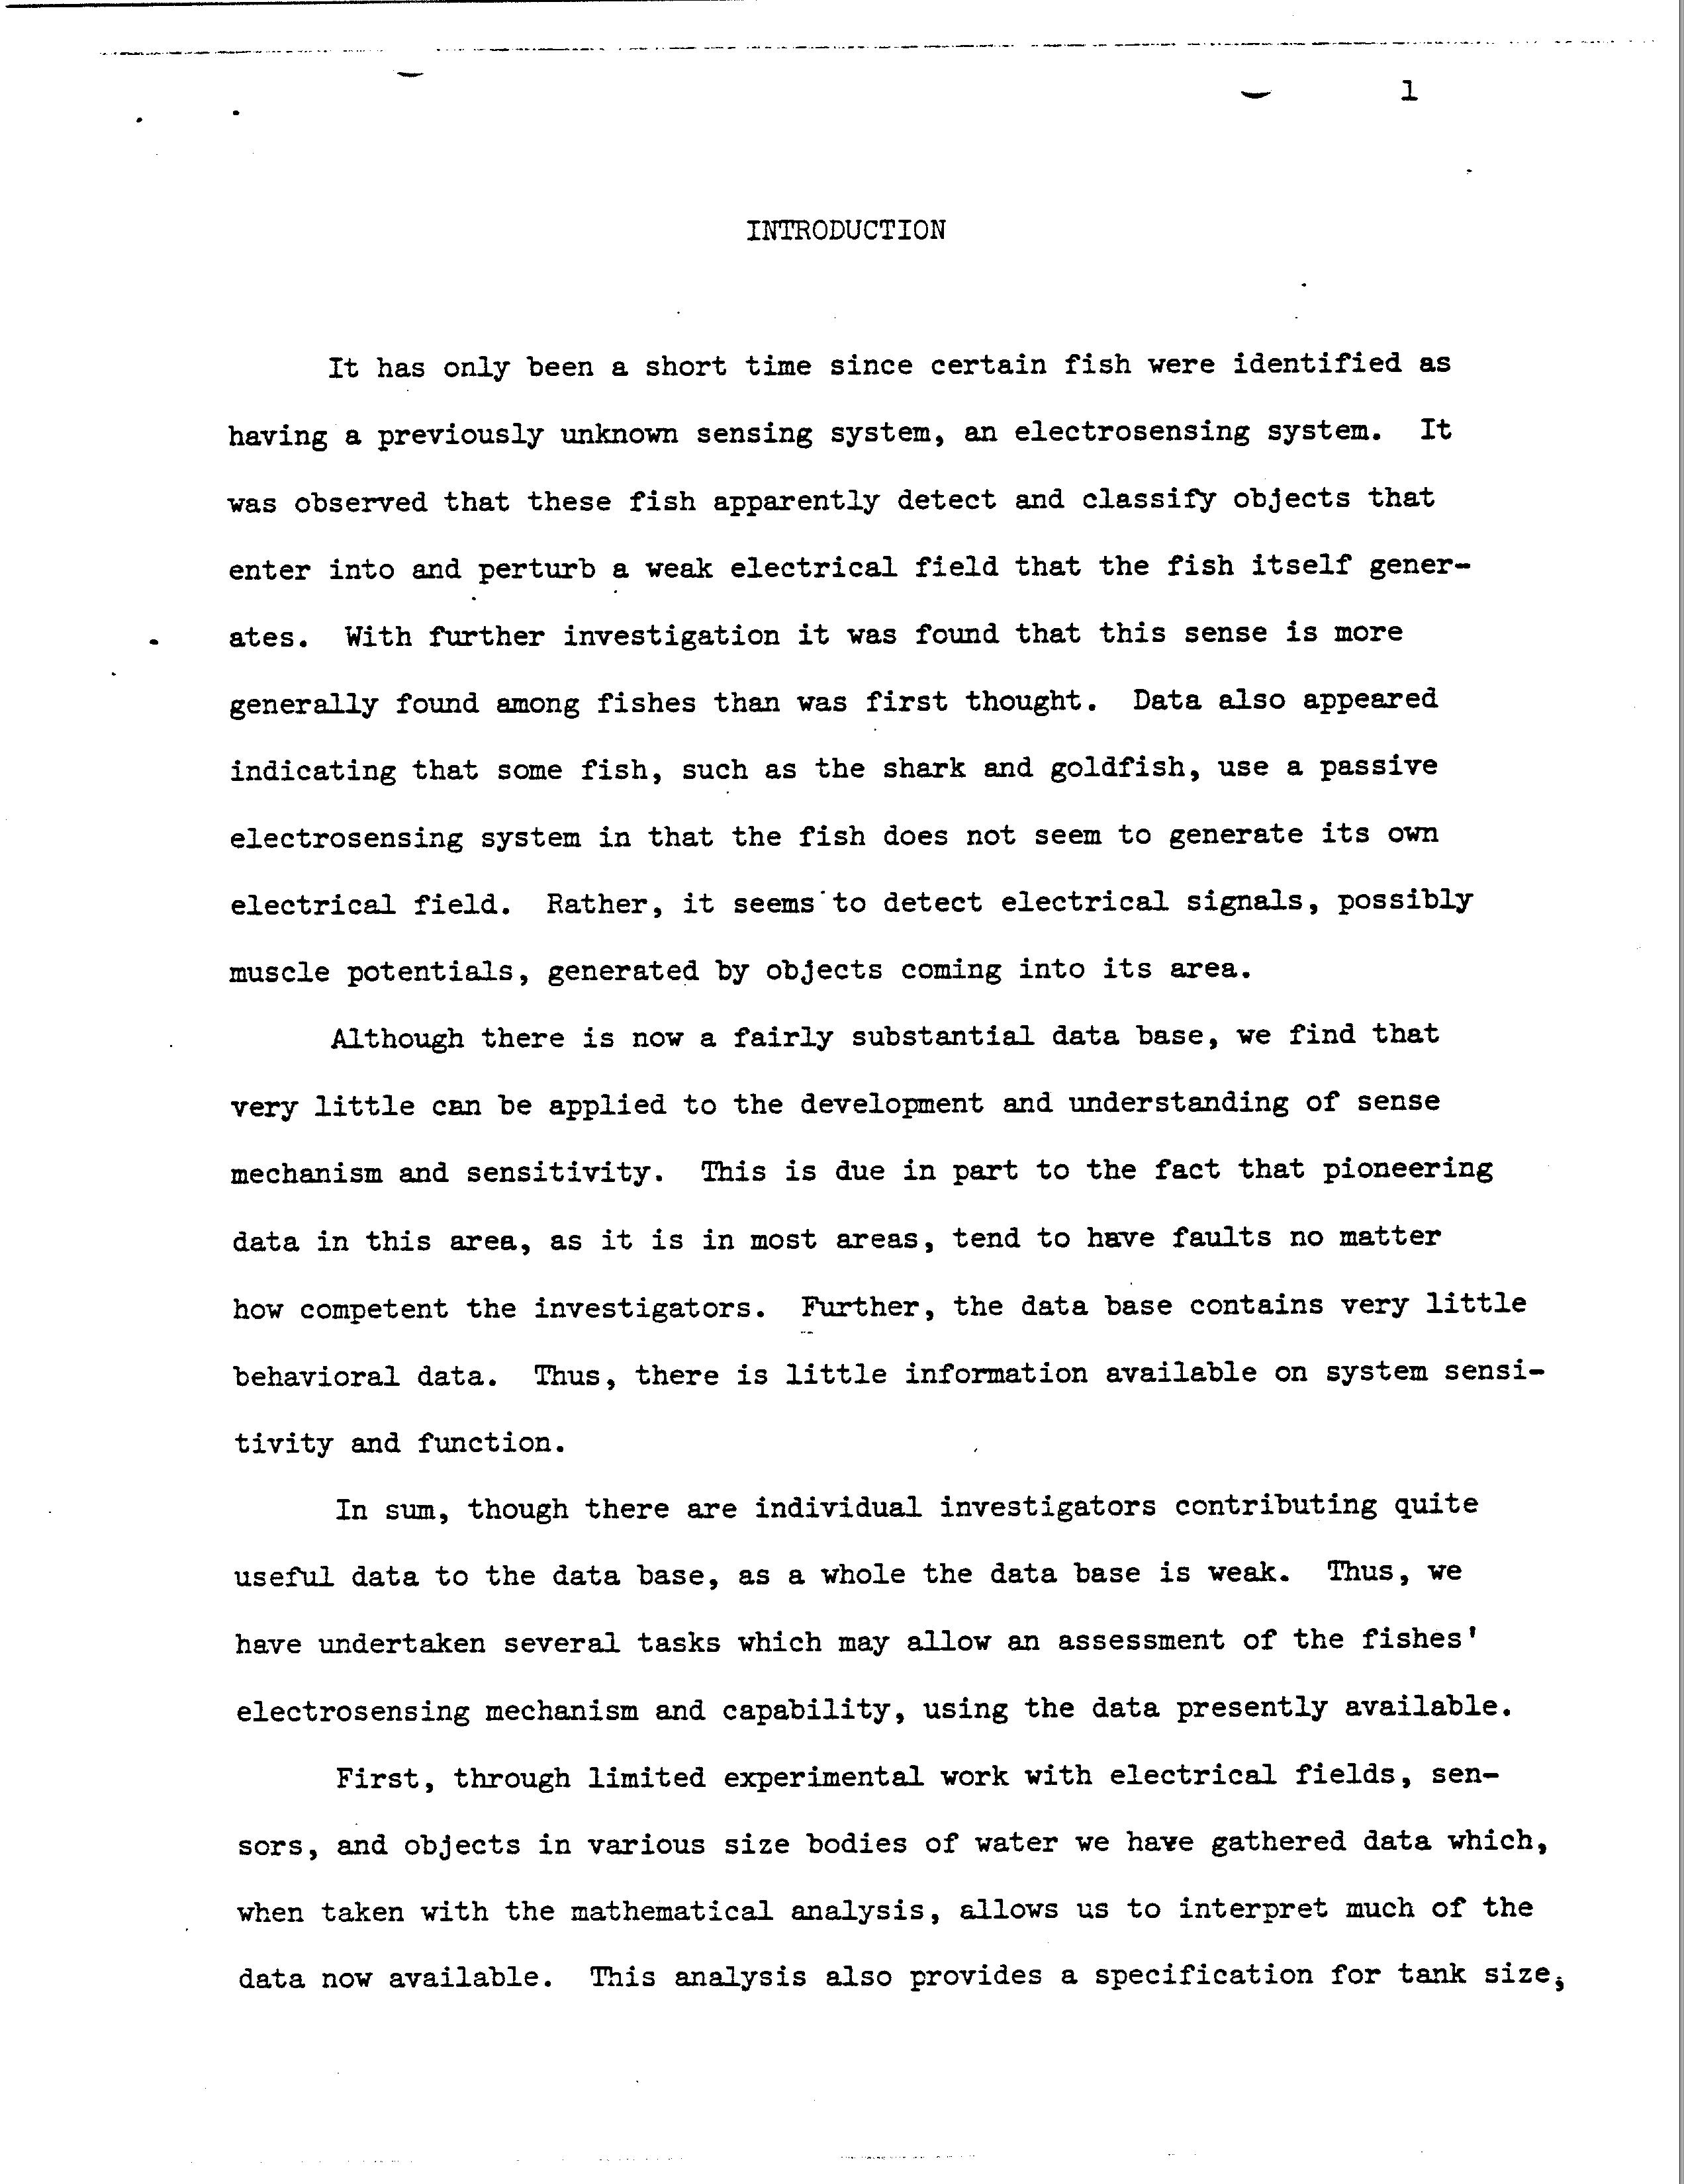 1
INTRODUCTION
It has only been a short time since certain fish were identified as
having a previously unknown sensing system, an electrosensing system. It
was observed that these fish apparently detect and classify objects that
enter into and perturb a weak electrical field that the fish itself gener-
ates. With further investigation it was found that this sense is more
generally found among fishes than was first thought. Data also appeared
indicating that some fish, such as the shark and goldfish, use a passive
electrosensing system in that the fish does not seem to generate its own
electrical field. Rather, it seems to detect electrical signals, possibly
muscle potentials, generated by objects coming into its area.
Although there is now a fairly substantial data base, we find that
very little can be applied to the development and understanding of sense
mechanism and sensitivity. This is due in part to the fact that pioneering
data in this area, as it is in most areas, tend to have faults no matter
how competent the investigators. Further, the data base contains very little
behavioral data. Thus, there is little information available on system sensi-
tivity and function.
In sum, though there are individual investigators contributing quite
useful data to the data base, as a whole the data base is weak. Thus, we
have undertaken several tasks which may allow an assessment of the fishes'
electrosensing mechanism and capability, using the data presently available.
First, through limited experimental work with electrical fields, sen-
sors, and objects in various size bodies of water we have gathered data which,
when taken with the mathematical analysis, allows us to interpret much of the
data now available. This analysis also provides a specification for tank size,